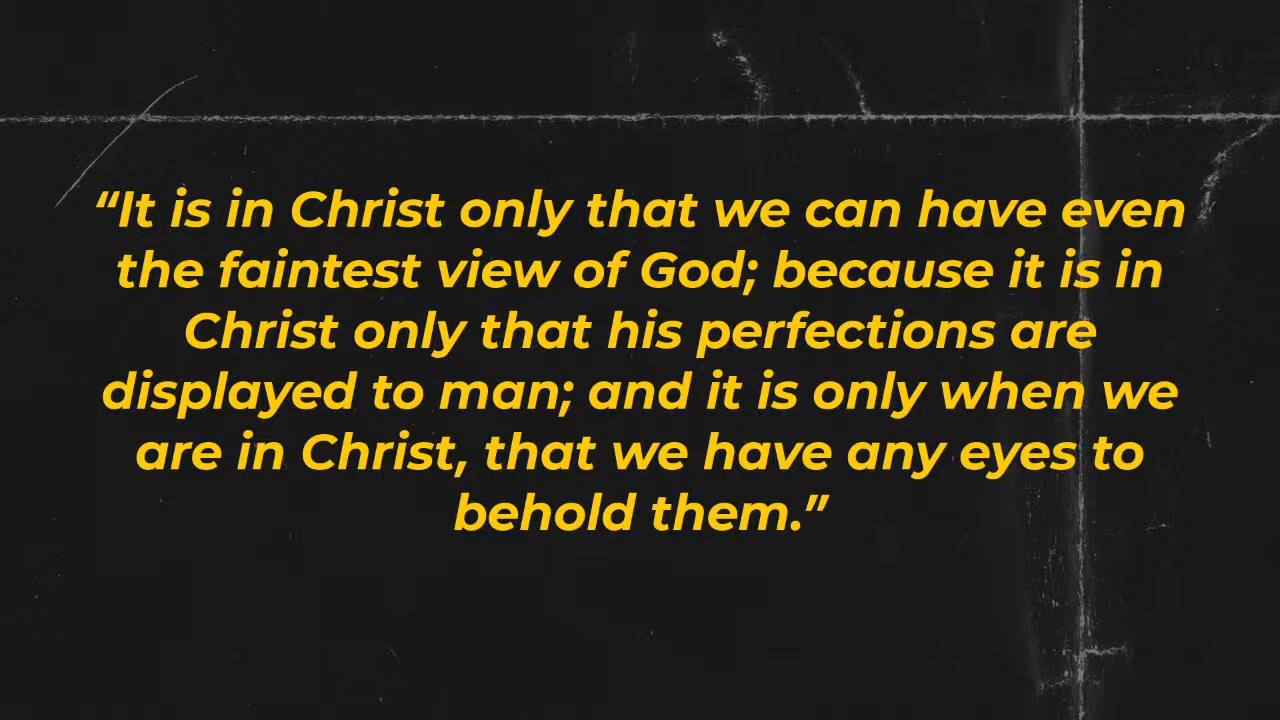 “It is in Christ only that we can have even
the faintest view of God; because it is in
Christ only that his perfections are
displayed to man; and it is only when we
are in Christ, that we have any eyes to
behold them.”